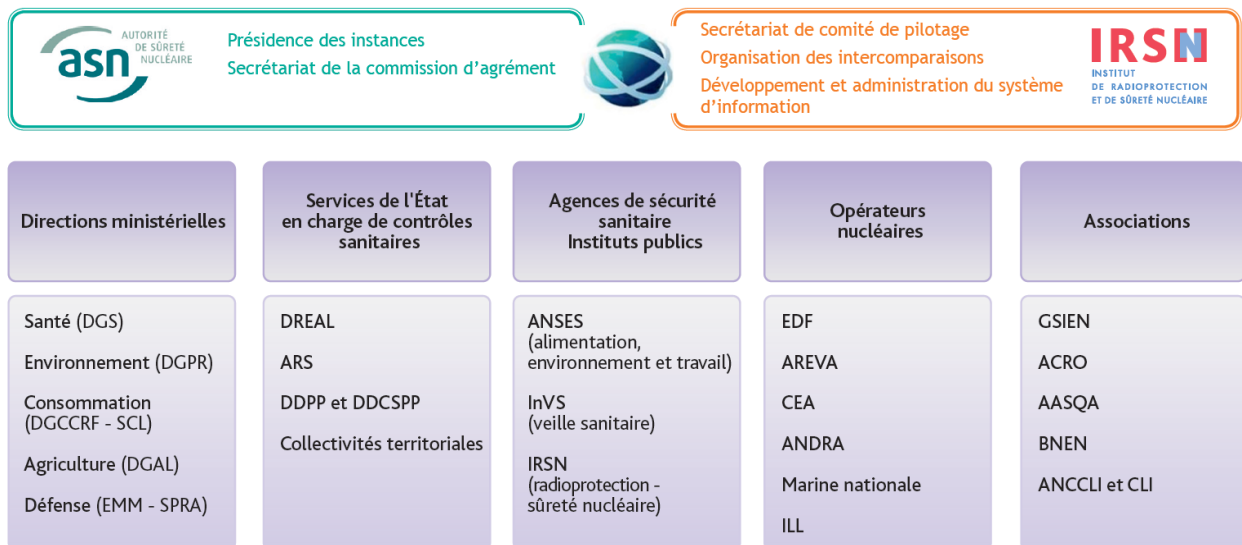 asn
AUTORITÉ
DE SÛRETÉ
NUCLÉAIRE
Présidence des instances
Secrétariat de la commission d'agrément
Secrétariat de comité de pilotage
Organisation des intercomparaisons
Développement et administration du système
d'information
IRSN
INSTITUT
DE RADIOPROTECTION
ET DE SÛRETÉ NUCLÉAIRE
Directions ministérielles
Santé (DGS)
Environnement (DGPR)
Consommation
(DGCCRF - SCL)
Agriculture (DGAL)
Défense (EMM - SPRA)
Services de l'État
en charge de contrôles
sanitaires
DREAL
ARS
DDPP et DDCSPP
Collectivités territoriales
Agences de sécurité
sanitaire
Instituts publics
ANSES
(alimentation,
environnement et travail)
InVS
(veille sanitaire)
IRSN
(radioprotection -
sûreté nucléaire)
Opérateurs
nucléaires
EDF
AREVA
CEA
ANDRA
Marine nationale
ILL
Associations
GSIEN
ACRO
AASQA
BNEN
ANCCLI et CLI